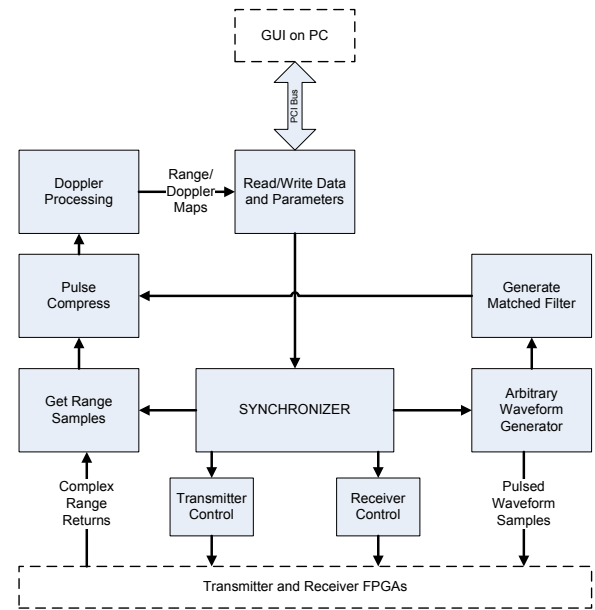 GUI on PC
PCI Bus
Doppler
Processing
Range/
Doppler
Maps
Read/Write Data
and Parameters
Pulse
Compress
Generate
Matched Filter
Get Range
Samples
SYNCHRONIZER
Arbitrary
Waveform
Generator
Complex
Range
Returns
Transmitter
Control
Receiver
Control
Pulsed
Waveform
Samples
Transmitter and Receiver FPGAs